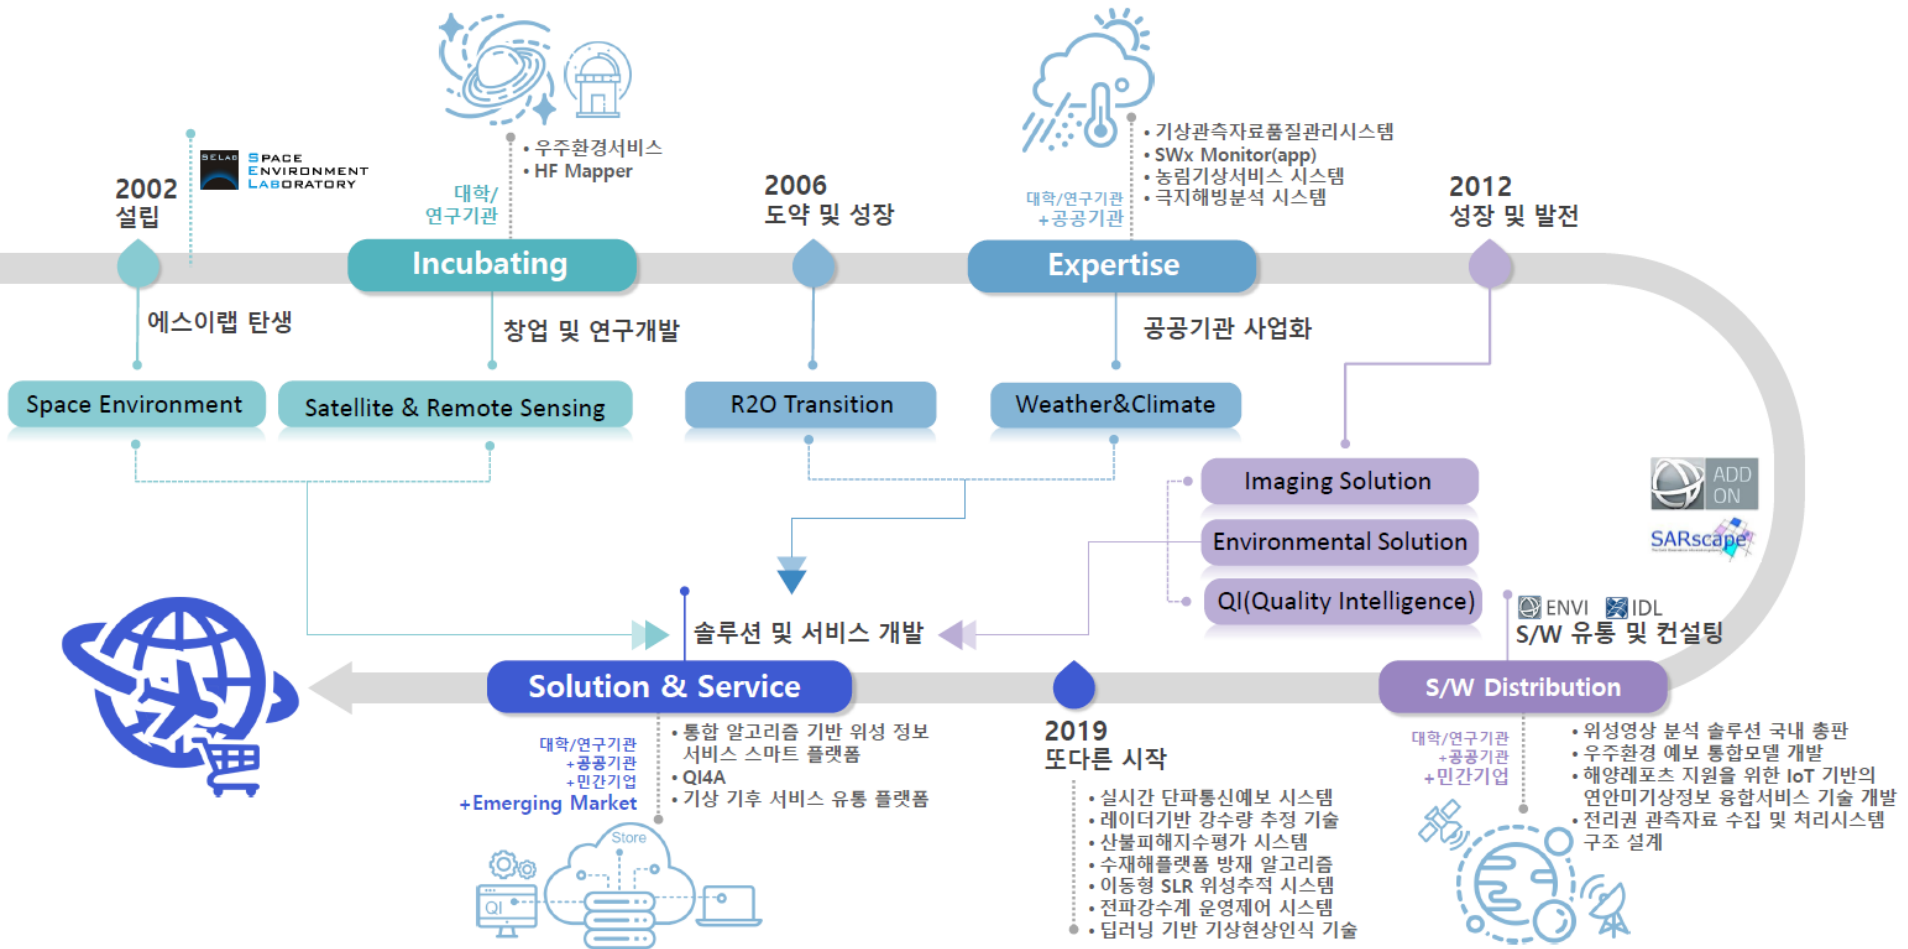 2002
설립
SELAB
SPACE
ENVIRONMENT
LABORATORY
• 우주환경서비스
• HF Mapper
대학/
연구기관
Incubating
2006
도약 및 성장
• 기상관측자료품질관리시스템
• SWx Monitor(app)
• 농림기상서비스 시스템
• 극지해빙분석 시스템
대학/연구기관
+공공기관
Expertise
2012
성장 및 발전
에스이랩 탄생
창업 및 연구개발
공공기관 사업화
Space Environment
Satellite & Remote Sensing
R2O Transition
Weather&Climate
Imaging Solution
Environmental Solution
QI(Quality Intelligence)
ADD
ON
SARscape
ENVI IDL
S/W 유통 및 컨설팅
솔루션 및 서비스 개발
Solution & Service
S/W Distribution
대학/연구기관
+공공기관
+민간기업
+Emerging Market
• 통합 알고리즘 기반 위성 정보
서비스 스마트 플랫폼
• QI4A
• 기상 기후 서비스 유통 플랫폼
Store
QI
2019
또다른 시작
• 실시간 단파통신예보 시스템
• 레이더기반 강수량 추정 기술
• 산불피해지수평가 시스템
• 수재해플랫폼 방재 알고리즘
• 이동형 SLR 위성추적 시스템
• 전파강수계 운영제어 시스템
• 딥러닝 기반 기상현상인식 기술
대학/연구기관
+공공기관
+민간기업
• 위성영상 분석 솔루션 국내 총판
• 우주환경 예보 통합모델 개발
• 해양레포츠 지원을 위한 IoT 기반의
연안미기상정보 융합서비스 기술 개발
• 전리권 관측자료 수집 및 처리시스템
구조 설계